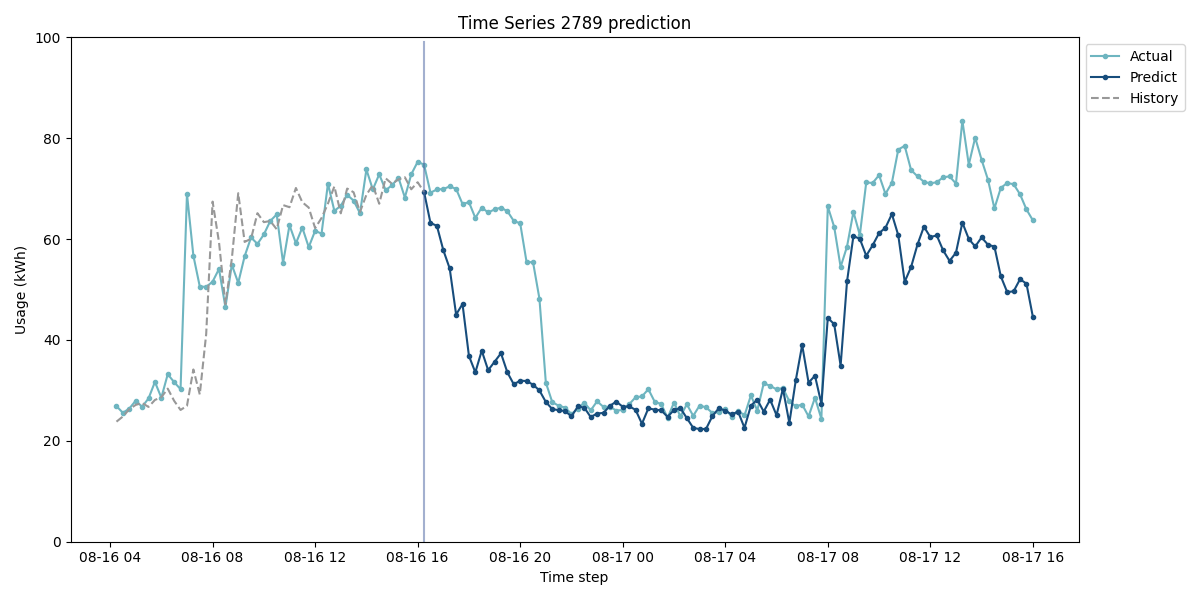 Time Series 2789 prediction
100
80
60
40
20
0
Usage (kWh)
08-16 04
08-16 08
08-16 12
08-16 16
08-16 20
08-17 00
08-17 04
08-17 08
08-17 12
08-17 16
Time step
Actual
Predict
History